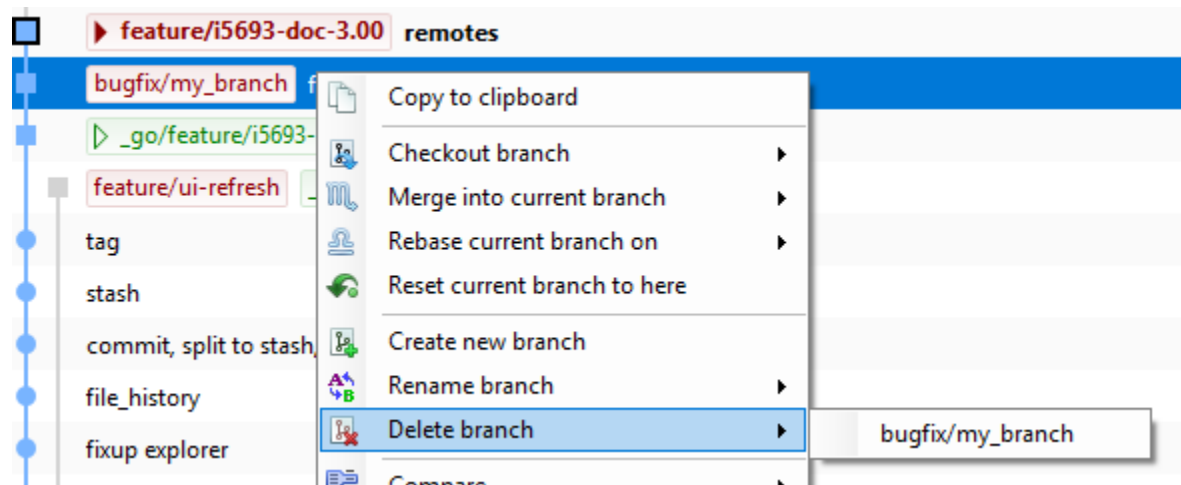 feature/i5693-doc-3.00 remotes
bugfix/my_branch
Copy to clipboard
_go/feature/i5693-
Checkout branch
feature/ui-refresh
Merge into current branch
tag
Rebase current branch on
stash
Reset current branch to here
commit, split to stash,
Create new branch
file_history
Rename branch
fixup explorer
Delete branch
bugfix/my_branch
Compare